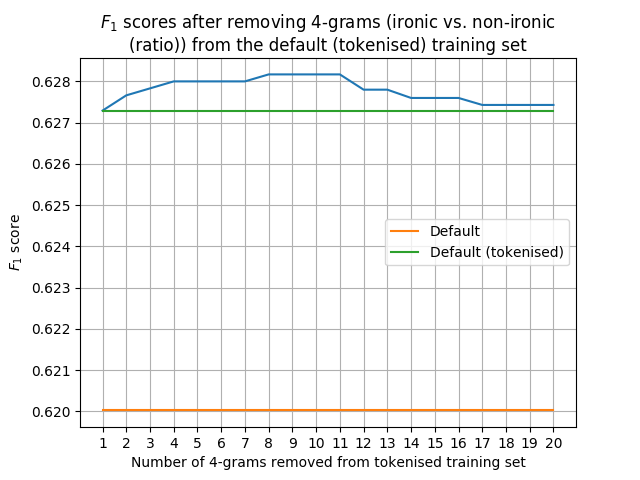 F1 scores after removing 4-grams (ironic vs. non-ironic
(ratio)) from the default (tokenised) training set
0.628
0.627
0.626
0.625
0.624
0.623
0.622
0.621
0.620
F1 score
Default
Default (tokenised)
1 2 3 4 5 6 7 8 9 10 11 12 13 14 15 16 17 18 19 20
Number of 4-grams removed from tokenised training set